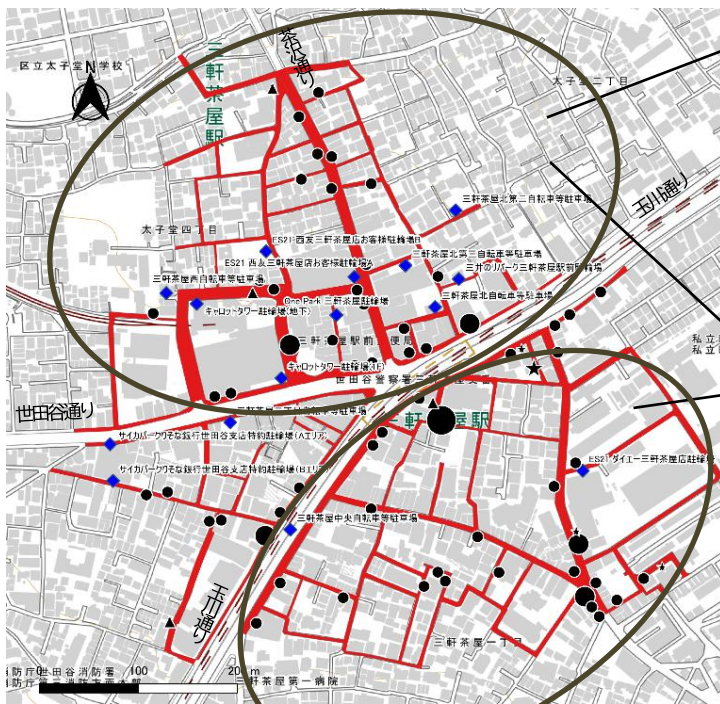 区立太子堂中学校
三軒茶屋駅
茶沢通り
太子堂二丁目
玉川通り
三軒茶屋北第二自転車等駐車場
太子堂四丁目
ES21 西友三軒茶屋店お客様駐輪場B
ES21 西友三軒茶屋店お客様駐輪場A
三軒茶屋北第三自転車等駐車場
三井のリパーク三軒茶屋駅前駐輪場
三軒茶屋西自転車等駐車場
キャロットタワー駐輪場(地下)
One Park 三軒茶屋駐輪場
三軒茶屋北自転車等駐車場
私立
キャロットタワー駐輪場(1F)
世田谷通り
三軒茶屋駅
サイカパークりそな銀行世田谷支店特約駐輪場(Aエリア)
ES21 ダイエー三軒茶屋店駐輪場
サイカパークりそな銀行世田谷支店特約駐輪場(Bエリア)
三軒茶屋中央自転車等駐車場
玉川通り
三軒茶屋一丁目
消防庁世田谷消防署
0 100 200 m
三軒茶屋第一病院